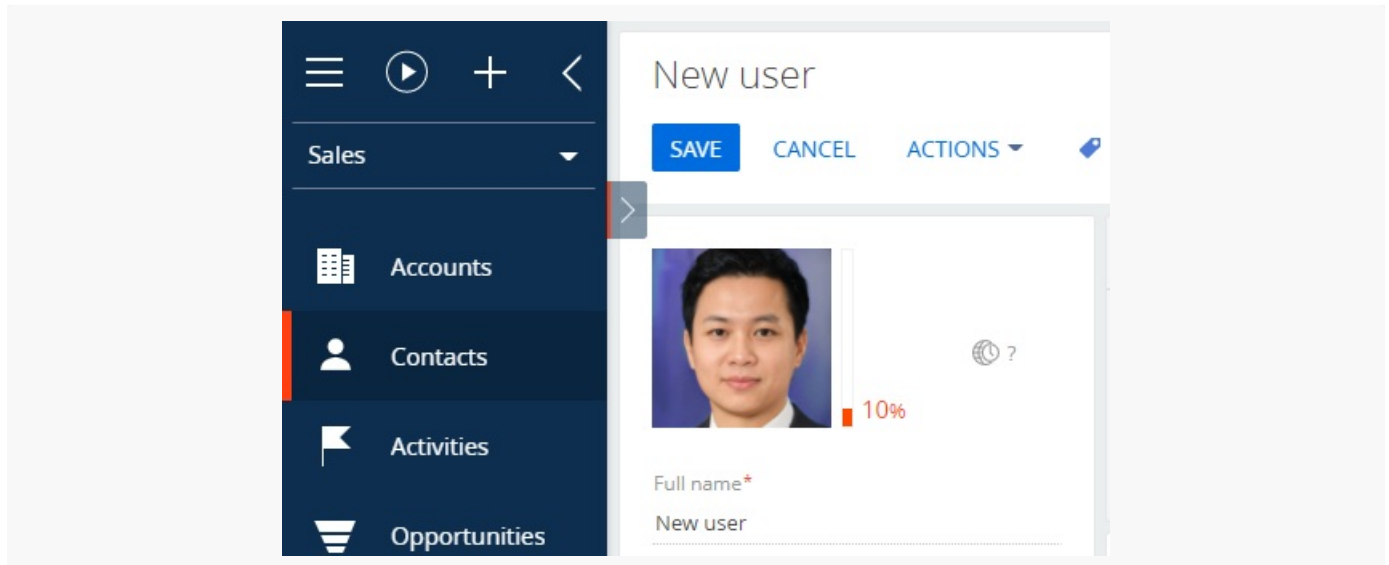 New user
Sales
SAVE CANCEL ACTIONS
Accounts
Contacts
?
10%
Activities
Full name*
New user
Opportunities